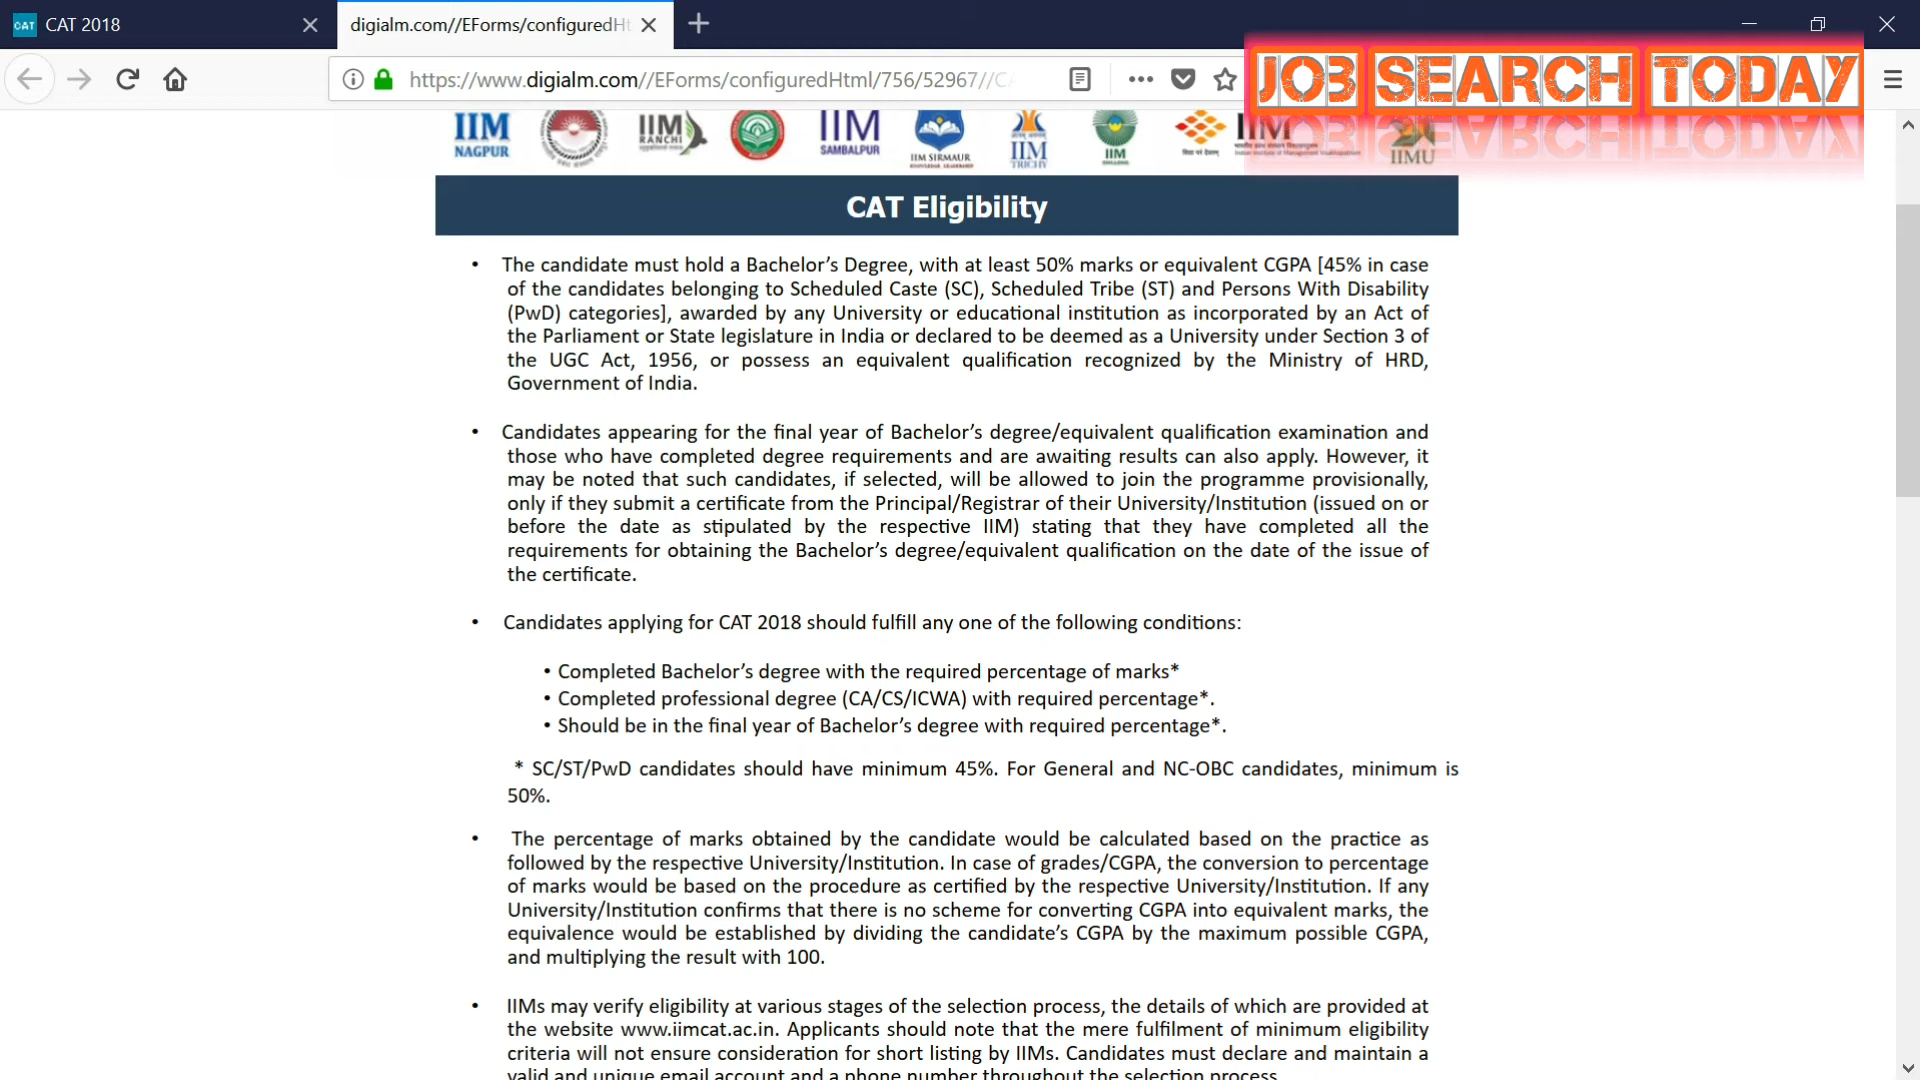 CAT CAT 2018
digialm.com//EForms/configuredHt
https://www.digialm.com//EForms/configuredHtml/756/52967//CA
JOB SEARCH TODAY
IIM NAGPUR
IIM RANCHI
IIM SAMBALPUR
IIM SIRMAUR
IIM TRICHY
IIM
IIM
IIMU
CAT Eligibility
• The candidate must hold a Bachelor’s Degree, with at least 50% marks or equivalent CGPA [45% in case
of the candidates belonging to Scheduled Caste (SC), Scheduled Tribe (ST) and Persons With Disability
(PwD) categories], awarded by any University or educational institution as incorporated by an Act of
the Parliament or State legislature in India or declared to be deemed as a University under Section 3 of
the UGC Act, 1956, or possess an equivalent qualification recognized by the Ministry of HRD,
Government of India.
• Candidates appearing for the final year of Bachelor’s degree/equivalent qualification examination and
those who have completed degree requirements and are awaiting results can also apply. However, it
may be noted that such candidates, if selected, will be allowed to join the programme provisionally,
only if they submit a certificate from the Principal/Registrar of their University/Institution (issued on or
before the date as stipulated by the respective IIM) stating that they have completed all the
requirements for obtaining the Bachelor’s degree/equivalent qualification on the date of the issue of
the certificate.
• Candidates applying for CAT 2018 should fulfill any one of the following conditions:
• Completed Bachelor’s degree with the required percentage of marks*
• Completed professional degree (CA/CS/ICWA) with required percentage*.
• Should be in the final year of Bachelor’s degree with required percentage*.
* SC/ST/PwD candidates should have minimum 45%. For General and NC-OBC candidates, minimum is
50%.
• The percentage of marks obtained by the candidate would be calculated based on the practice as
followed by the respective University/Institution. In case of grades/CGPA, the conversion to percentage
of marks would be based on the procedure as certified by the respective University/Institution. If any
University/Institution confirms that there is no scheme for converting CGPA into equivalent marks, the
equivalence would be established by dividing the candidate’s CGPA by the maximum possible CGPA,
and multiplying the result with 100.
• IIMs may verify eligibility at various stages of the selection process, the details of which are provided at
the website www.iimcat.ac.in. Applicants should note that the mere fulfilment of minimum eligibility
criteria will not ensure consideration for short listing by IIMs. Candidates must declare and maintain a
valid and unique email account and a phone number throughout the selection process.